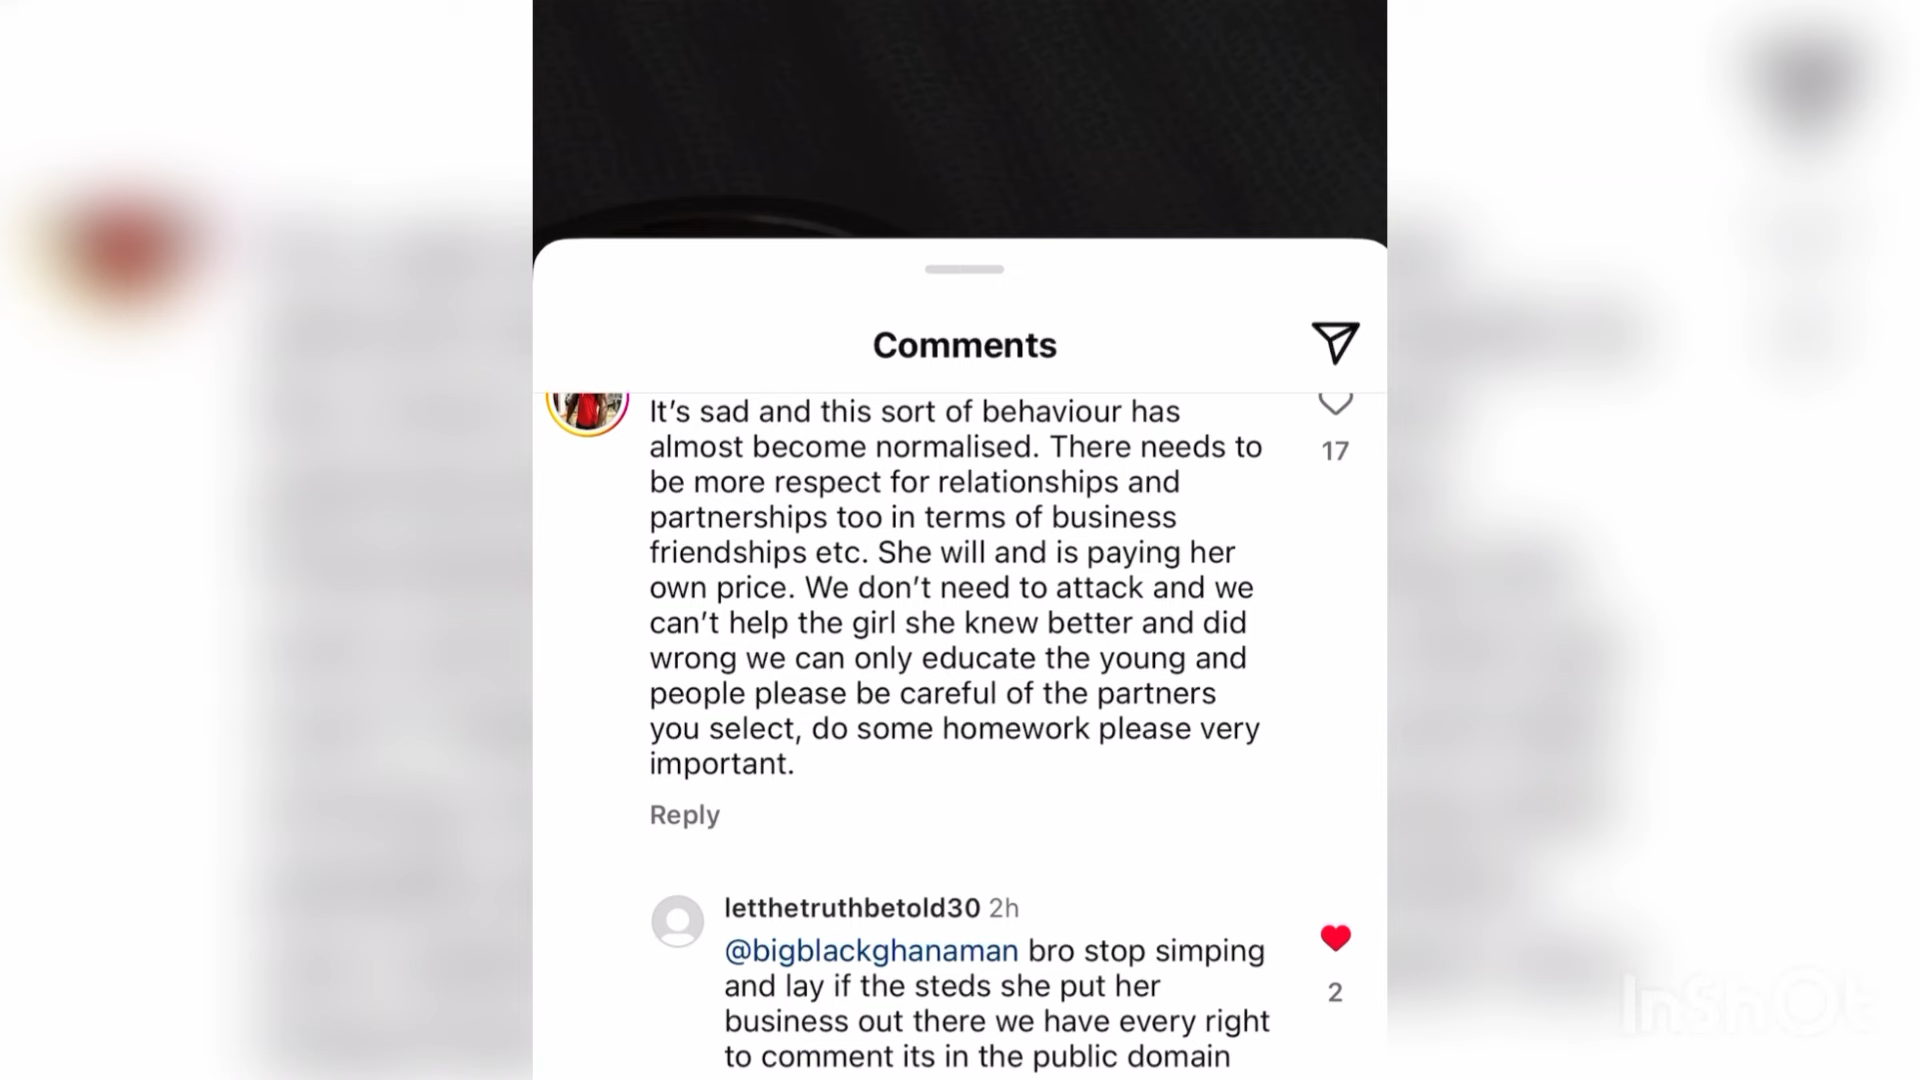 Comments
It’s sad and this sort of behaviour has
almost become normalised. There needs to
be more respect for relationships and
partnerships too in terms of business
friendships etc. She will and is paying her
own price. We don’t need to attack and we
can’t help the girl she knew better and did
wrong we can only educate the young and
people please be careful of the partners
you select, do some homework please very
important.
17
Reply
letthetruthbetold30 2h
@bigblackghanaman bro stop simping
and lay if the steds she put her
business out there we have every right
to comment its in the public domain
2
InShOt